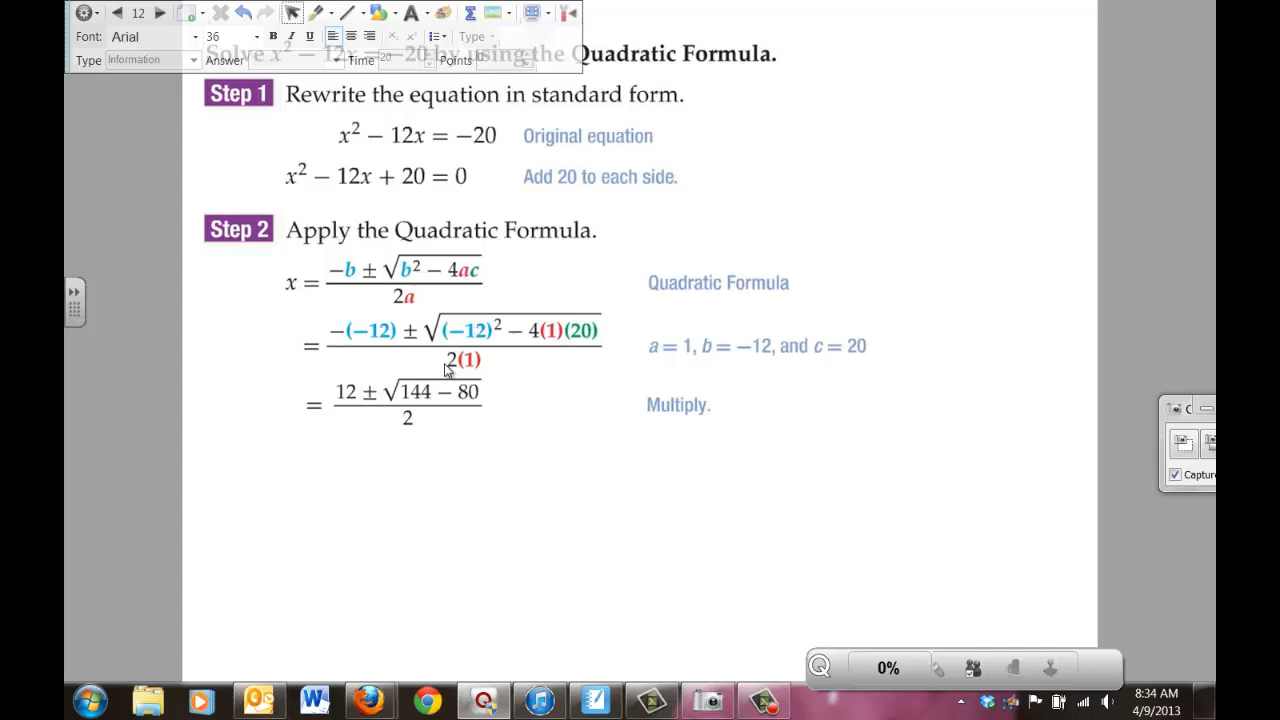 12
Font: Arial 36 B I U Type
Type Information Answer Time 20 Points
Solve x² − 12x = −20 by using the Quadratic Formula.
Step 1 Rewrite the equation in standard form.
x² − 12x = −20 Original equation
x² − 12x + 20 = 0 Add 20 to each side.
Step 2 Apply the Quadratic Formula.
−b ± √b² − 4ac
x =
2a
Quadratic Formula
−(−12) ± √(−12)² − 4(1)(20)
=
2(1)
a = 1, b = −12, and c = 20
12 ± √144 − 80
=
2
Multiply.
C
Capture
0%
8:34 AM
4/9/2013